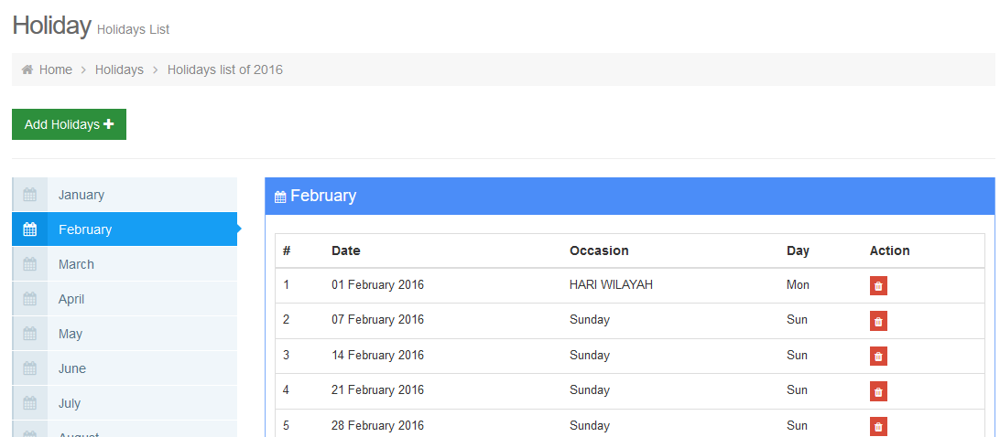 Holiday Holidays List
Home > Holidays > Holidays list of 2016
Add Holidays +
January
February
March
April
May
June
July
February
# Date Occasion Day Action
1 01 February 2016 HARI WILAYAH Mon
2 07 February 2016 Sunday Sun
3 14 February 2016 Sunday Sun
4 21 February 2016 Sunday Sun
5 28 February 2016 Sunday Sun